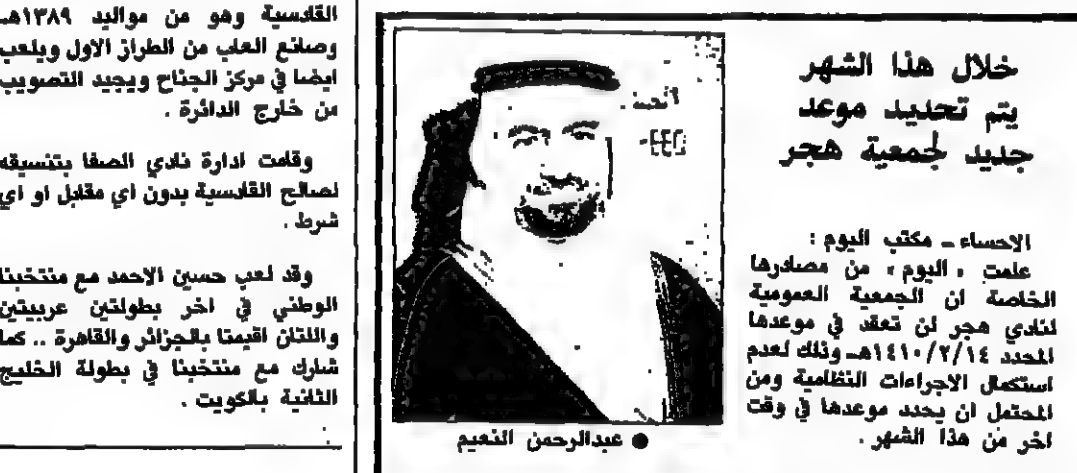 خلال هذا الشهر
يتم تحديد موعد
جديد لجمعية هجر
الاحساء ـ مكتب اليوم :
علمت « اليوم » من مصادرها
الخاصة ان الجمعية العمومية
لنادي هجر لن تعقد في موعدها
المحدد ١٤١٠/٢/١٤هـ وذلك لعدم
استكمال الاجراءات النظامية ومن
المحتمل ان يحدد موعدها في وقت
اخر من هذا الشهر .
● عبدالرحمن النعيم
القادسية وهو من مواليد ١٣٨٩هـ
وصانع العاب من الطراز الاول ويلعب
ايضا في مركز الجناح ويجيد التصويب
من خارج الدائرة .
وقامت ادارة نادي الصفا بتنسيقه
لصالح القادسية بدون اي مقابل او اي
شرط .
وقد لعب حسين الاحمد مع منتخبنا
الوطني في اخر بطولتين عربيتين
واللتان اقيمتا بالجزائر والقاهرة .. كما
شارك مع منتخبنا في بطولة الخليج
الثانية بالكويت .